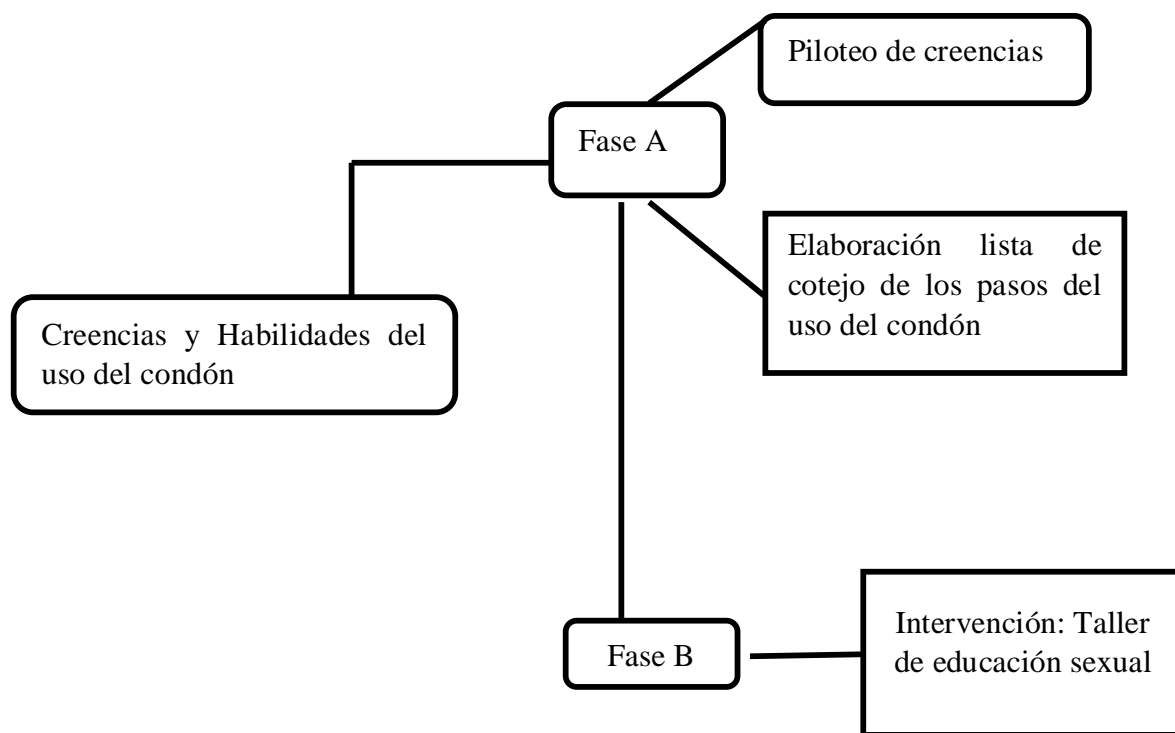 Piloteo de creencias
Fase A
Elaboración lista de
cotejo de los pasos del
uso del condón
Creencias y Habilidades del
uso del condón
Intervención: Taller
de educación sexual
Fase B